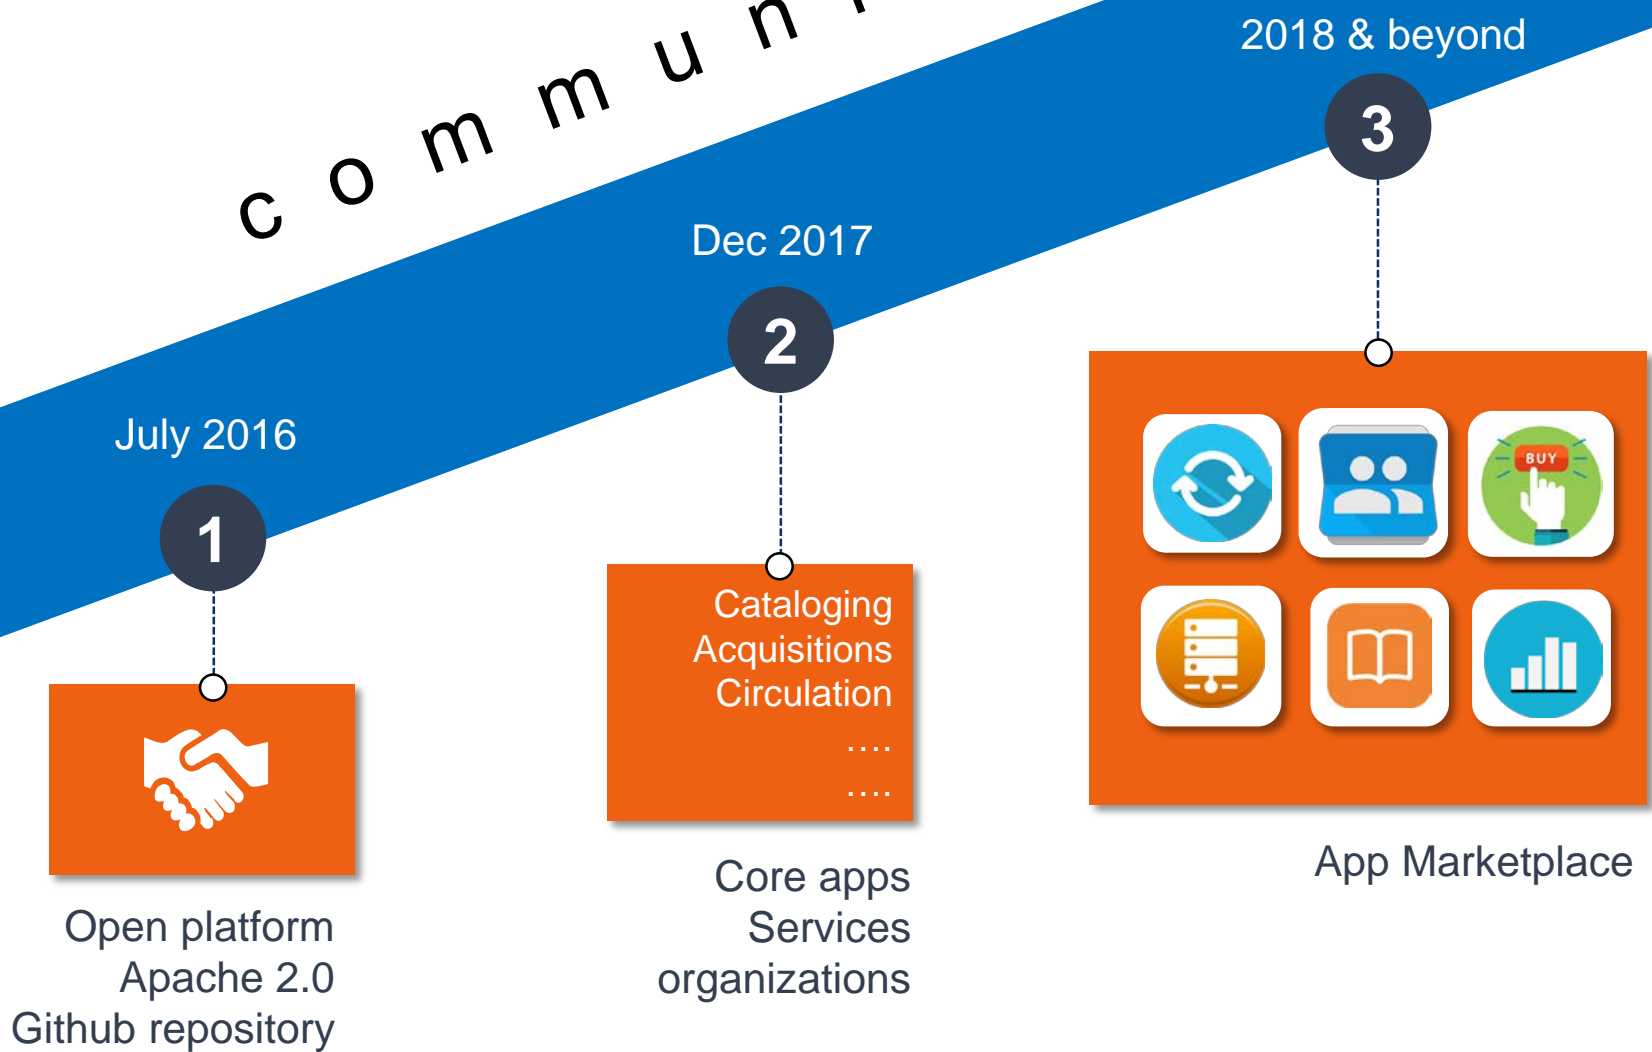 c o m m u n
2018 & beyond
3
Dec 2017
2
July 2016
1
BUY
Cataloging
Acquisitions
Circulation
....
....
App Marketplace
Core apps
Services
organizations
Open platform
Apache 2.0
Github repository